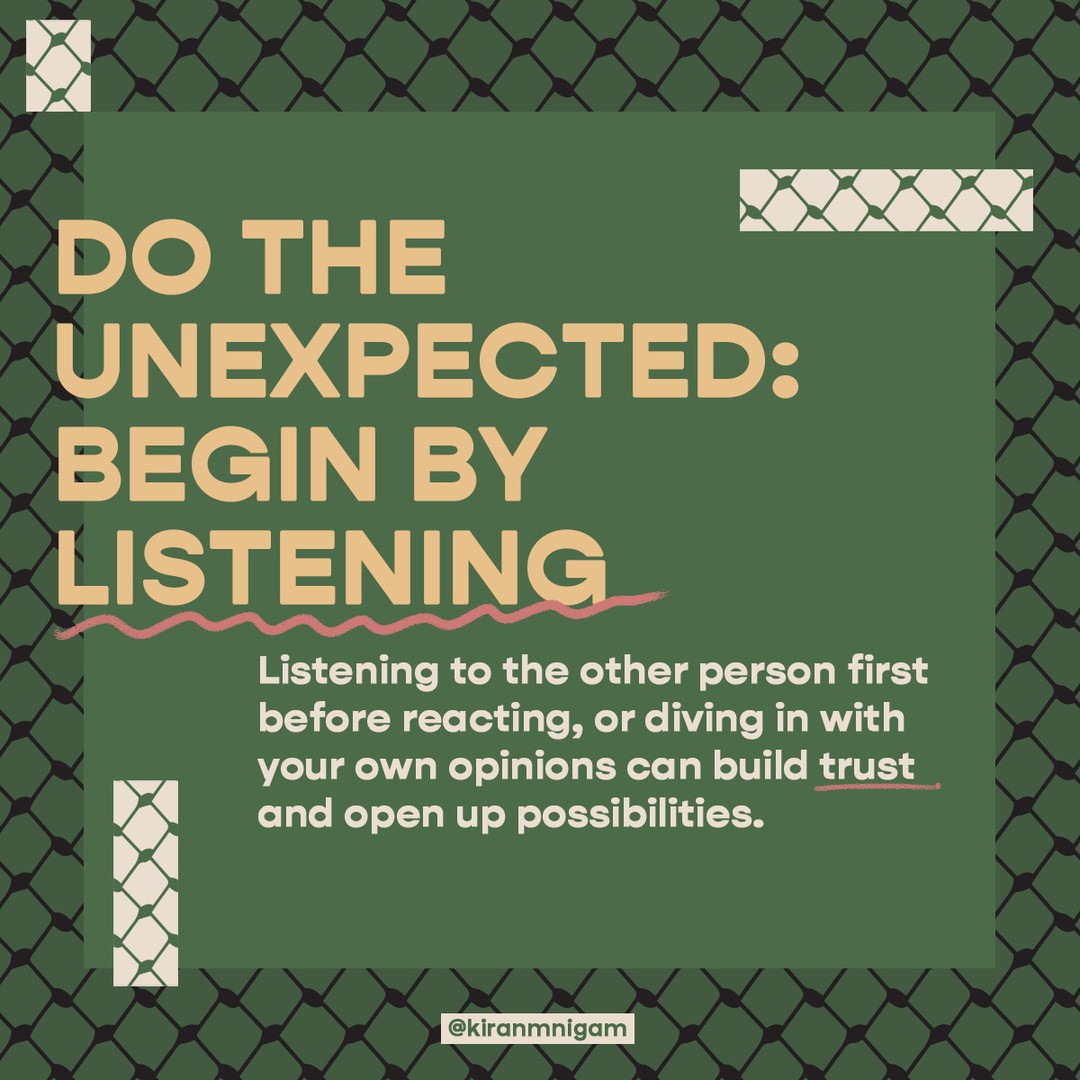 DO THE
UNEXPECTED:
BEGIN BY
LISTENING
Listening to the other person first
before reacting, or diving in with
your own opinions can build trust
and open up possibilities.
@kiranmnigam